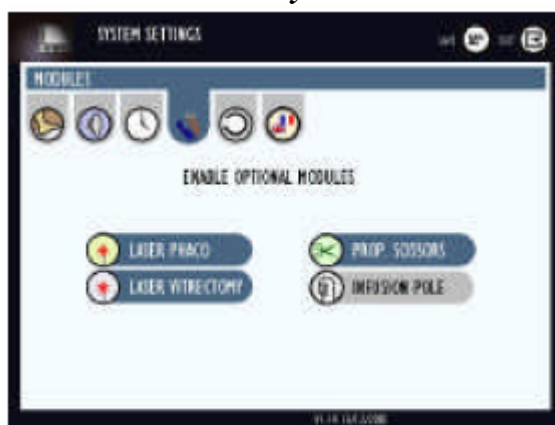 SYSTEM SETTINGS
MODULES
ENABLE OPTIONAL MODULES
LASER PHACO
PROP. SCISSORS
LASER VITRECTOMY
INFUSION POLE